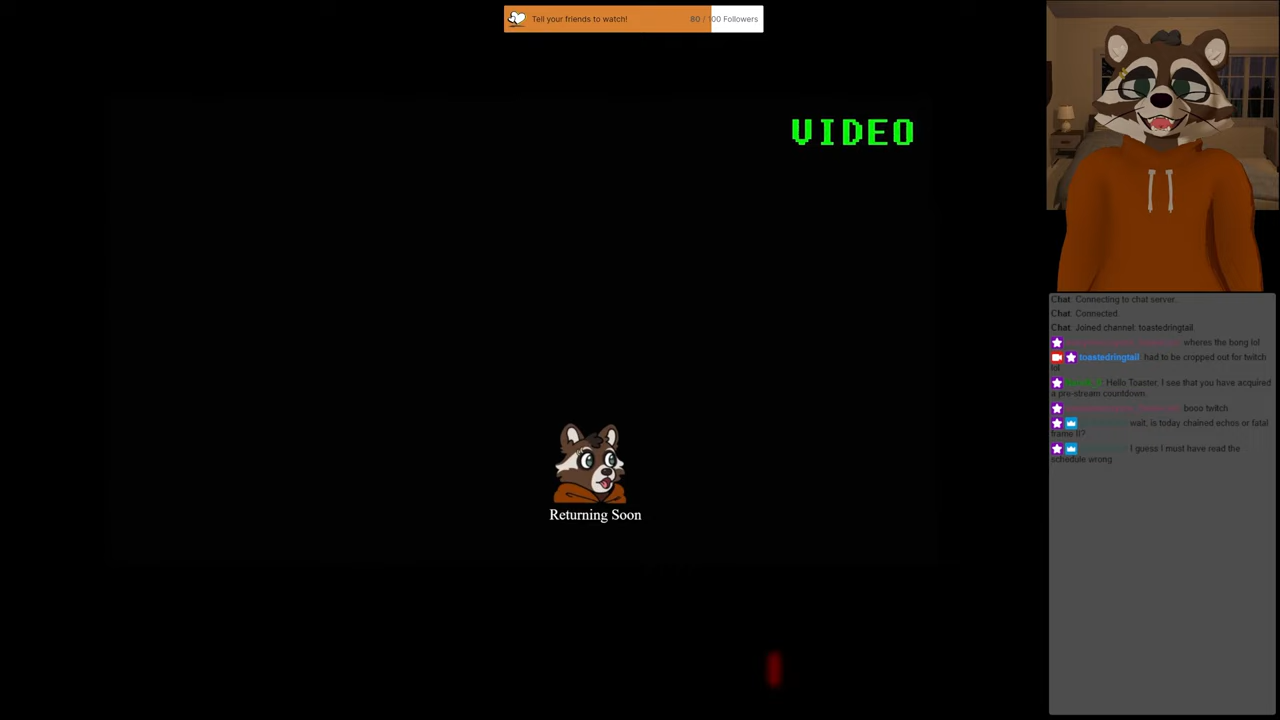 Tell your friends to watch!
80 / 100 Followers
VIDEO
Returning Soon
Chat: Connecting to chat server..
Chat: Connected.
Chat: Joined channel: toastedringtail
wheres the bong lol
toastedringtail: had to be cropped out for twitch
lol
Hello Toaster. I see that you have acquired
a pre-stream countdown.
booo twitch
wait, is today chained echos or fatal
frame II?
I guess I must have read the
schedule wrong